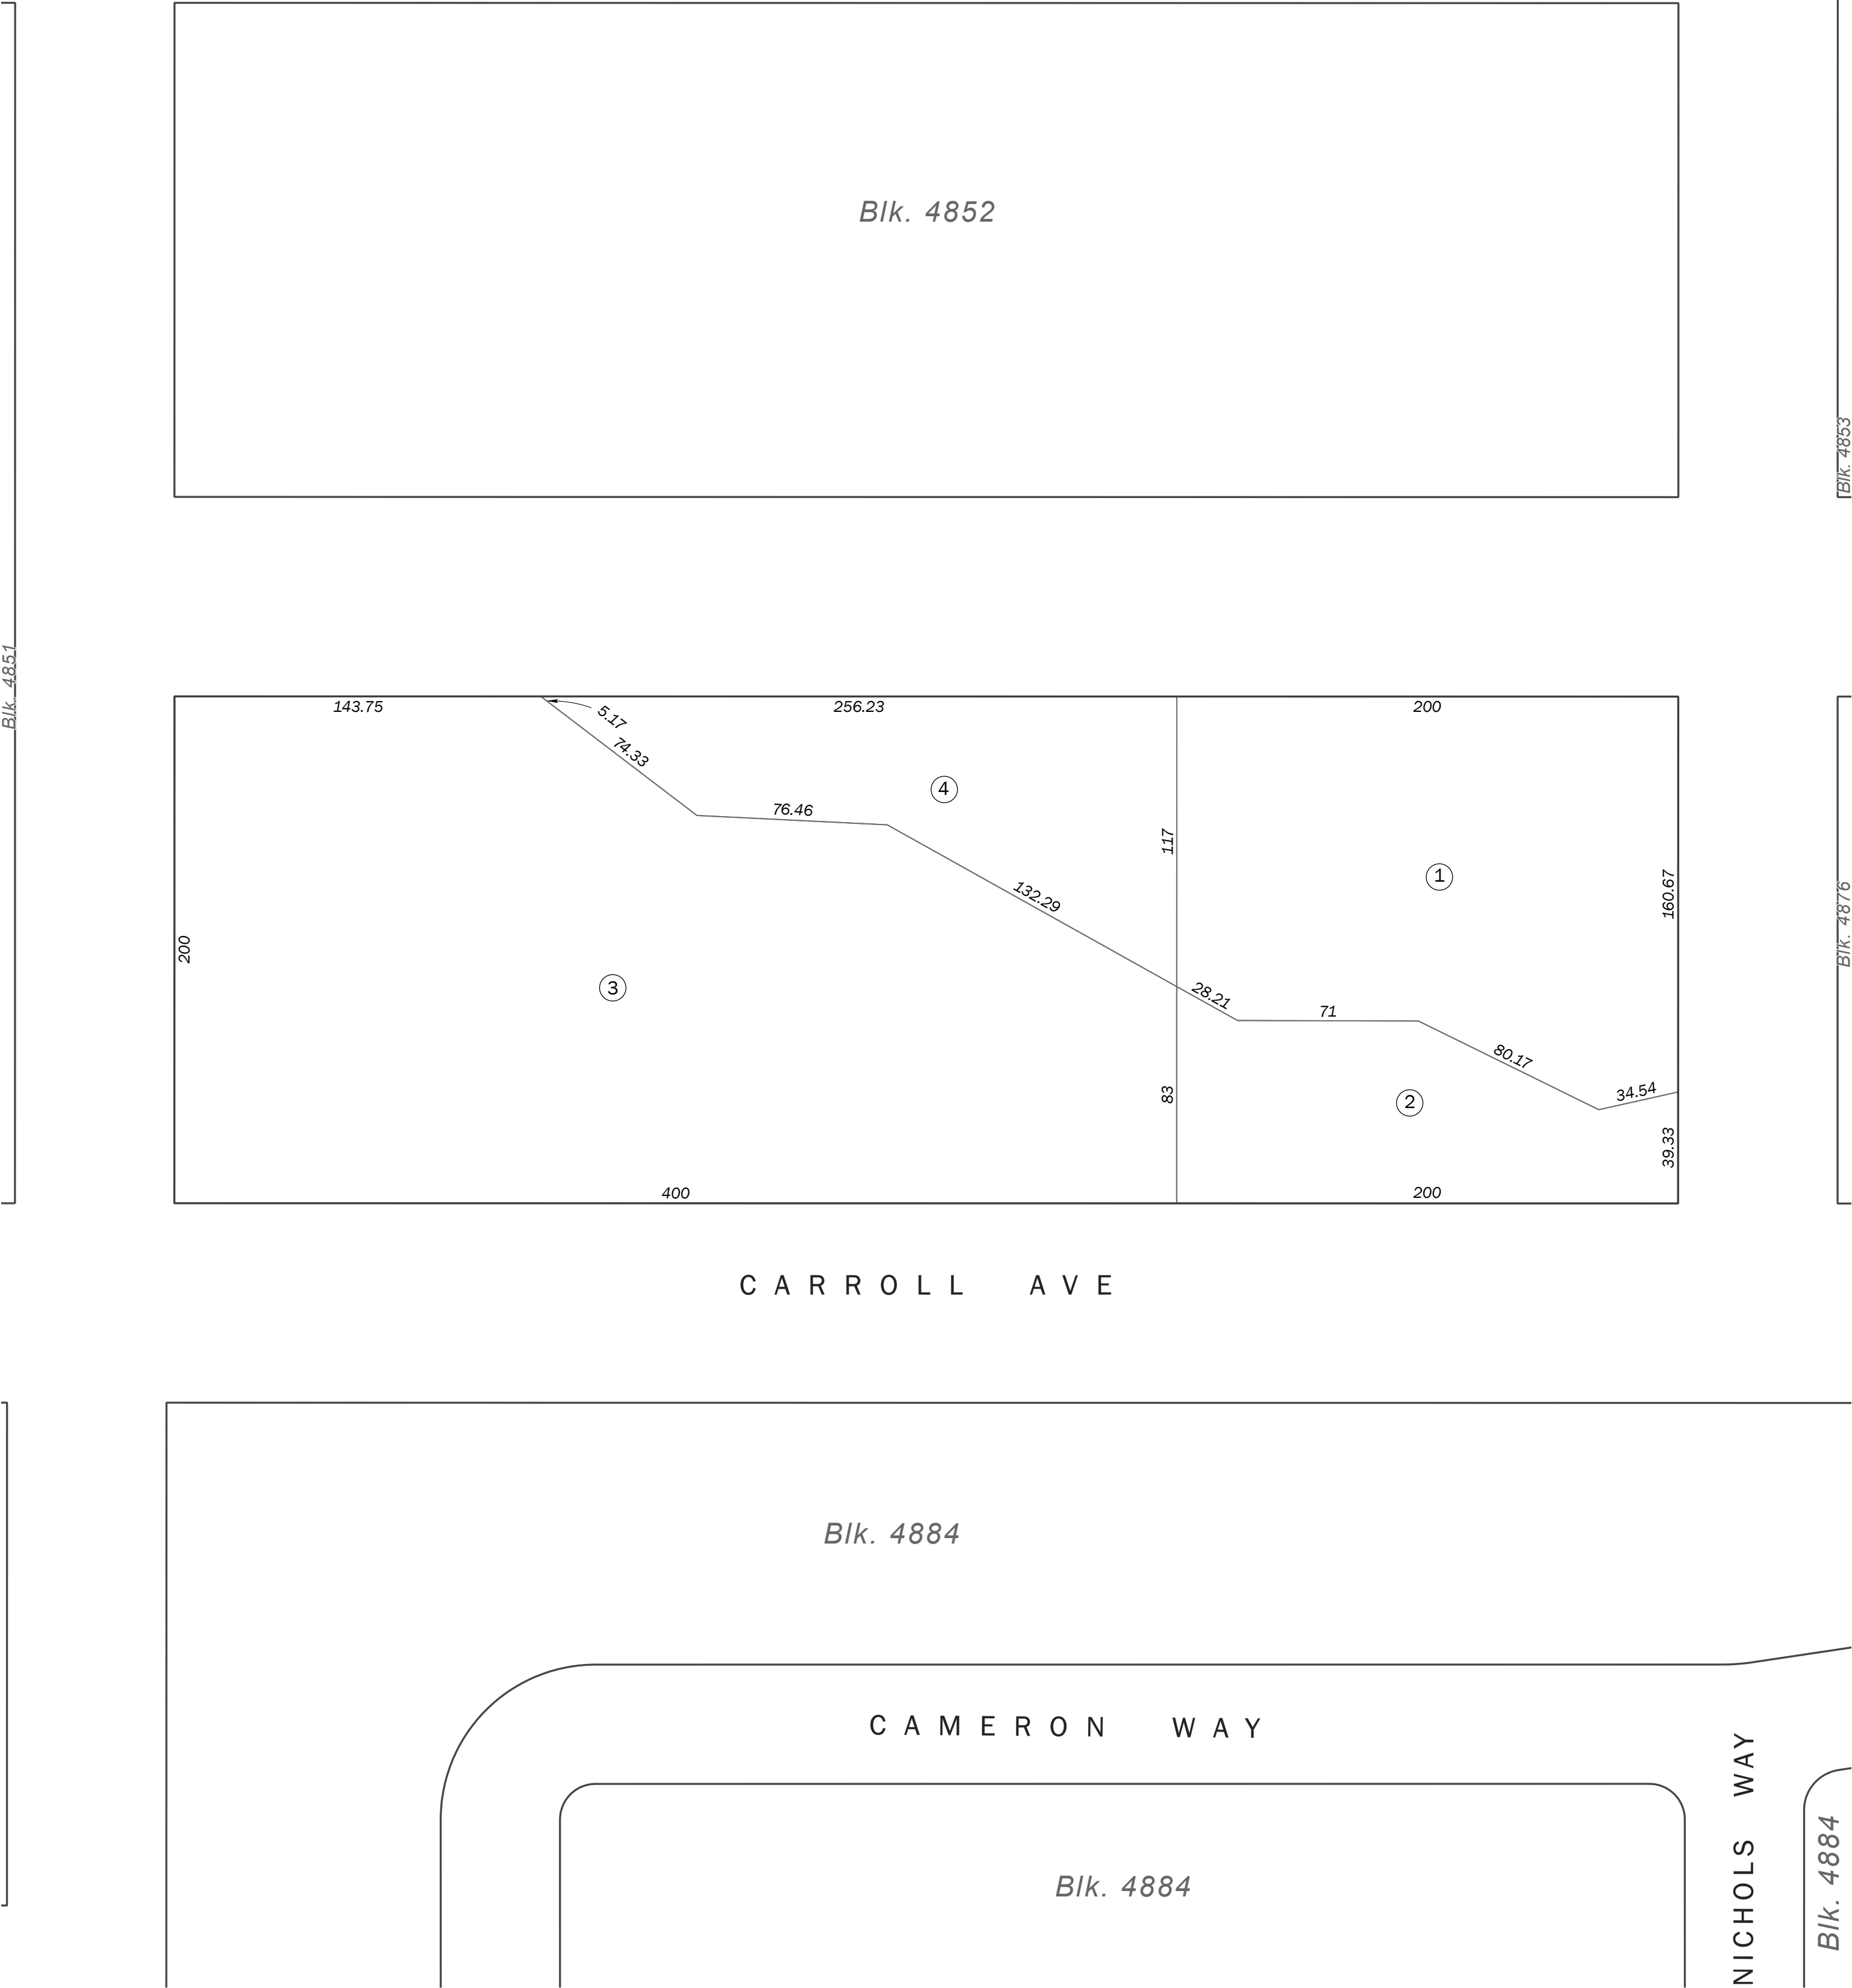 Blk. 4852
Blk. 4853
Blk. 4851
143.75
256.23
200
5.17
74.33
4
76.46
117
1
160.67
Blk. 4876
132.29
200
3
28.21
71
80.17
34.54
83
2
39.33
400
200
CARROLL AVE
Blk. 4884
CAMERON WAY
NICHOLS WAY
Blk. 4884
Blk. 4884